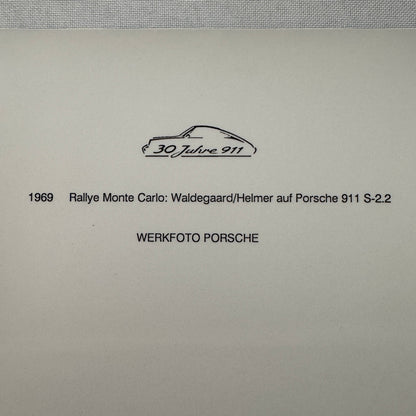 30 Jahre 911
1969 Rallye Monte Carlo: Waldegaard/Helmer auf Porsche 911 S-2.2
WERKFOTO PORSCHE